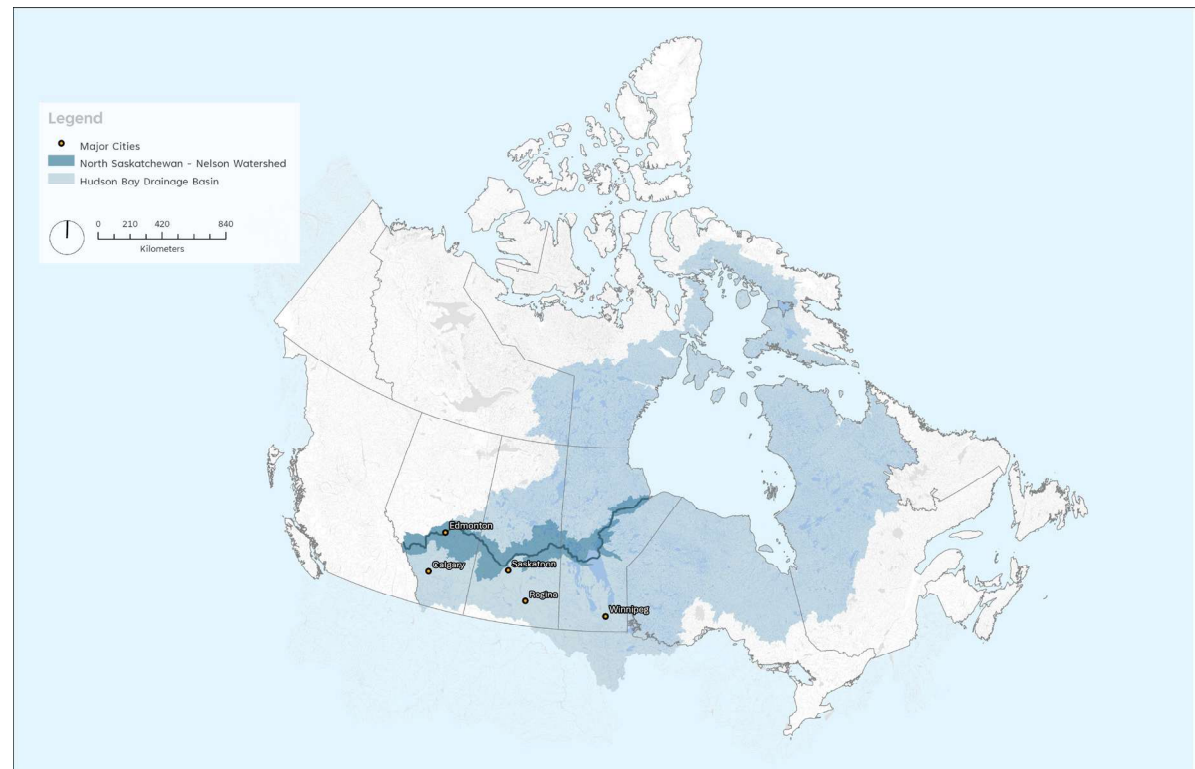 Legend
Major Cities
North Saskatchewan - Nelson Watershed
Hudson Bay Drainage Basin
0 210 420 840
Kilometers
Edmonton
Calgary
Saskatoon
Regina
Winnipeg